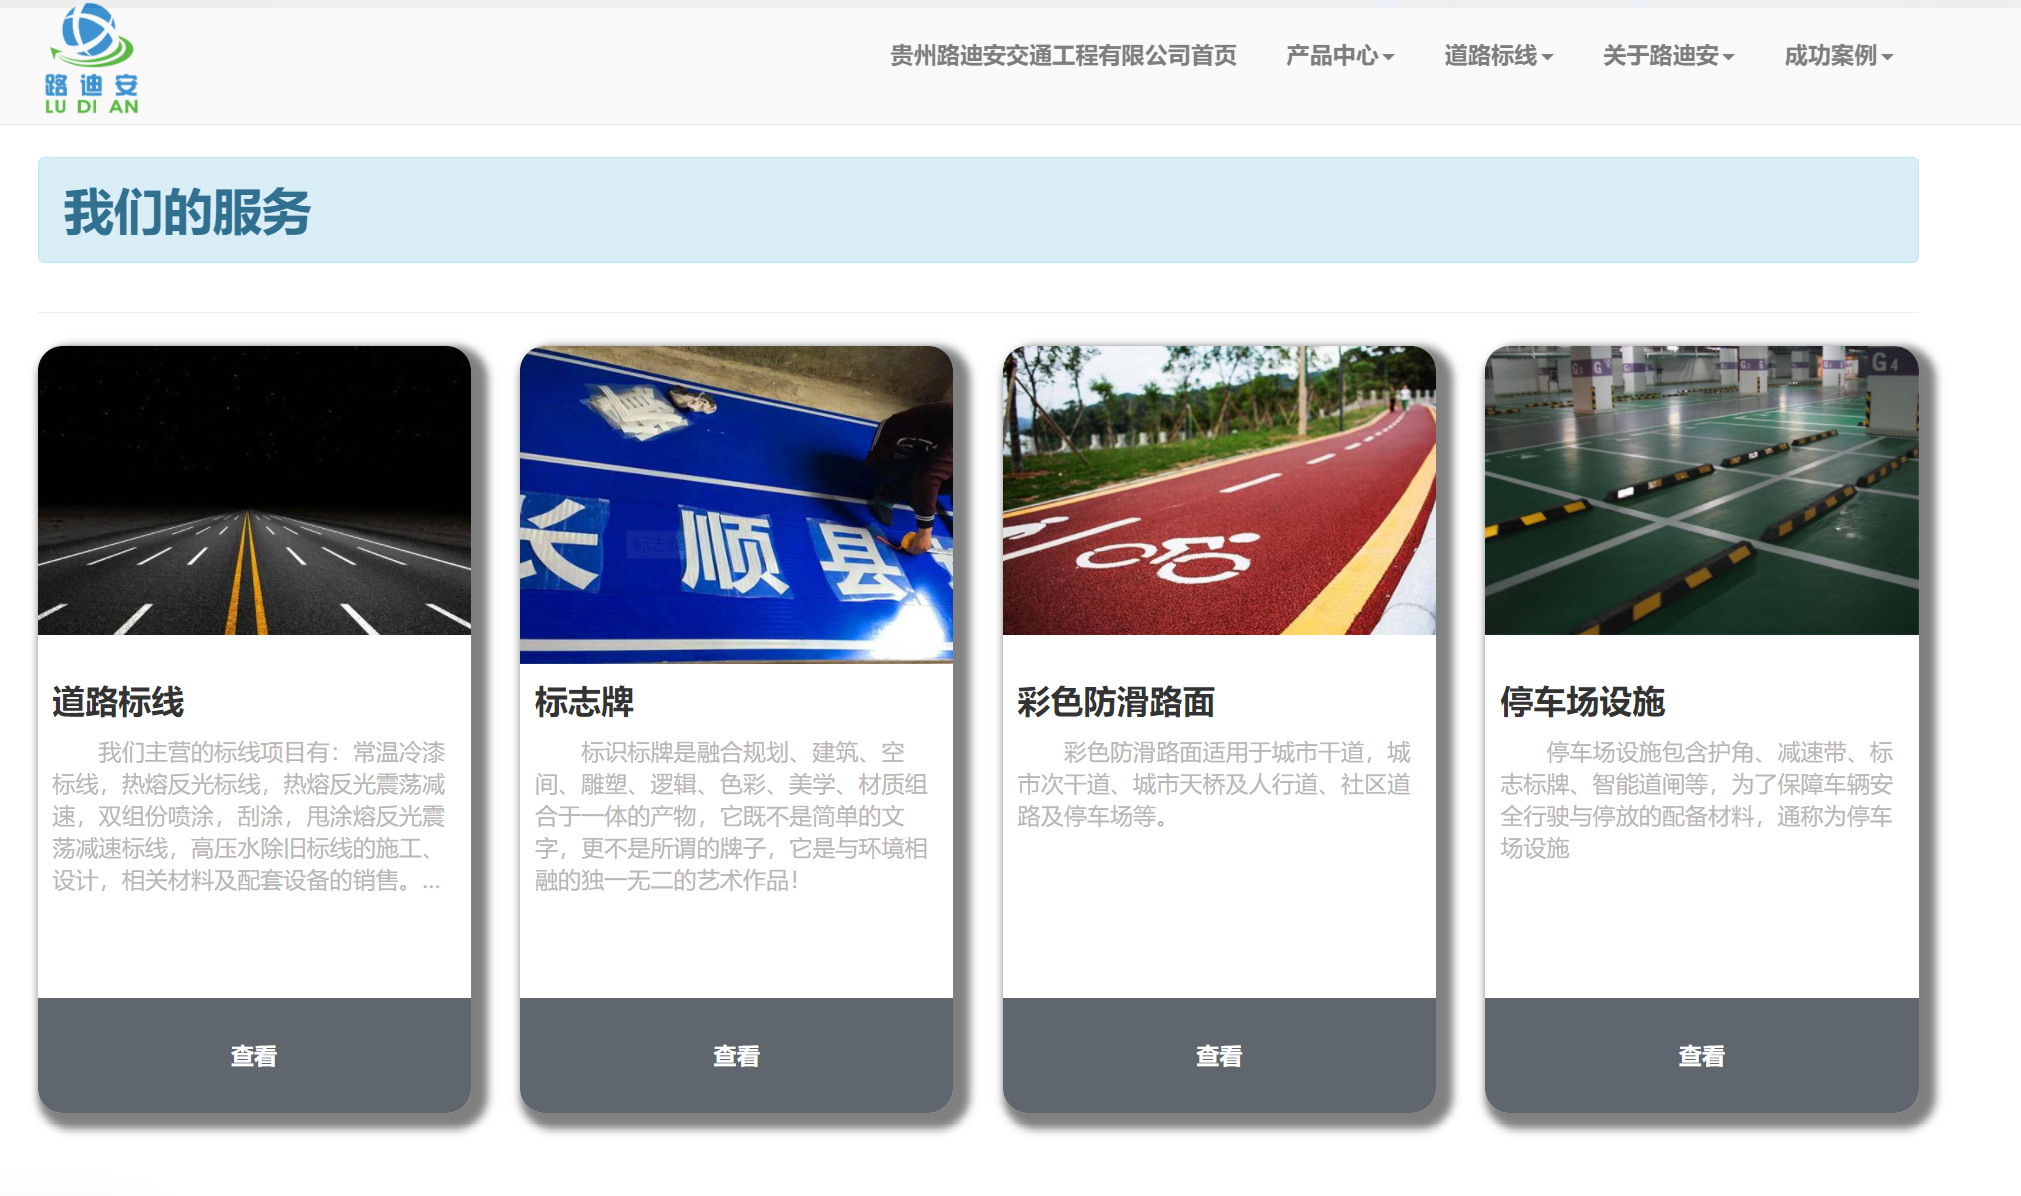 路迪安
LU DI AN
贵州路迪安交通工程有限公司首页 产品中心 道路标线 关于路迪安 成功案例
我们的服务
长顺县
标志牌
G1 G
G1
G4
道路标线
我们主营的标线项目有：常温冷漆
标线，热熔反光标线，热熔反光震荡减
速，双组份喷涂，刮涂，甩涂熔反光震
荡减速标线，高压水除旧标线的施工、
设计，相关材料及配套设备的销售。...
查看
标志牌
标识标牌是融合规划、建筑、空
间、雕塑、逻辑、色彩、美学、材质组
合于一体的产物，它既不是简单的文
字，更不是所谓的牌子，它是与环境相
融的独一无二的艺术作品！
查看
彩色防滑路面
彩色防滑路面适用于城市干道，城
市次干道、城市天桥及人行道、社区道
路及停车场等。
查看
停车场设施
停车场设施包含护角、减速带、标
志标牌、智能道闸等，为了保障车辆安
全行驶与停放的配备材料，通称为停车
场设施
查看